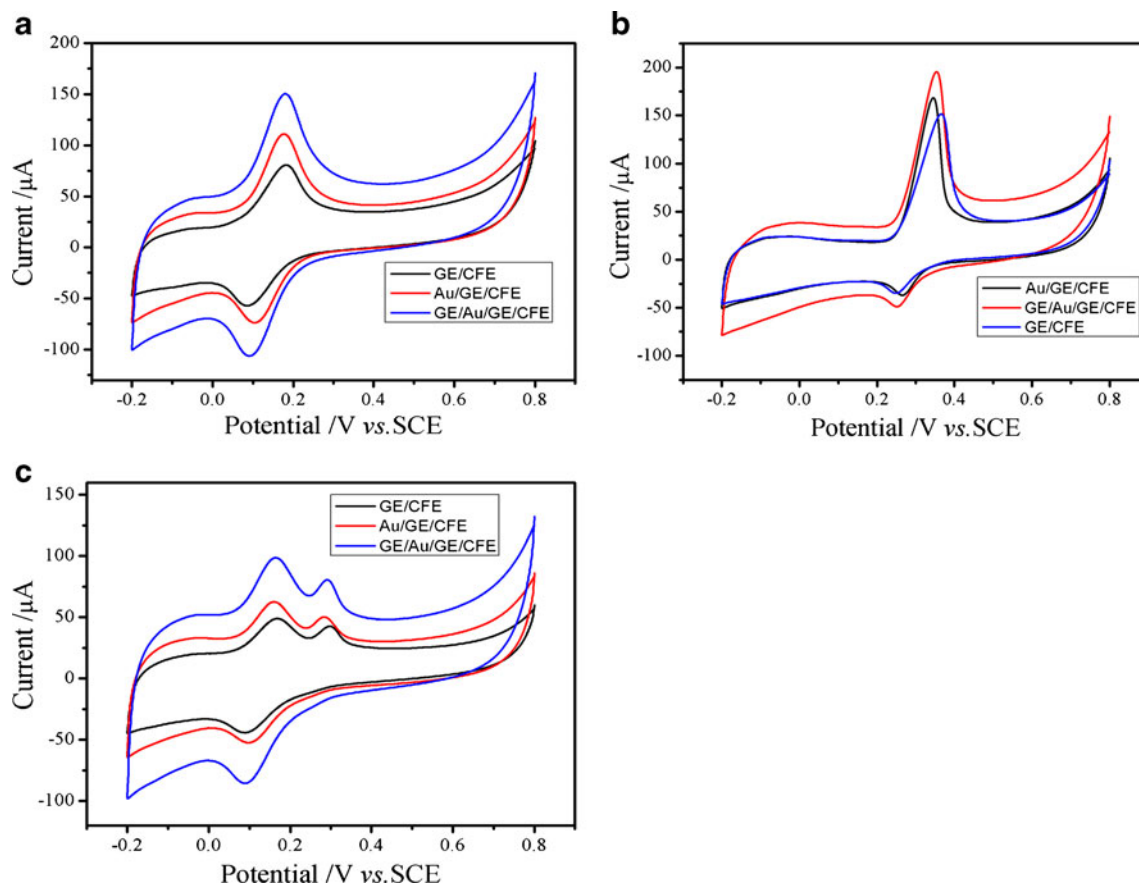 a
200
150
100
50
0
-50
-100
Current /µA
GE/CFE
Au/GE/CFE
GE/Au/GE/CFE
-0.2 0.0 0.2 0.4 0.6 0.8
Potential /V vs.SCE
b
200
150
100
50
0
-50
-100
Current /µA
Au/GE/CFE
GE/Au/GE/CFE
GE/CFE
-0.2 0.0 0.2 0.4 0.6 0.8
Potential /V vs.SCE
c
150
100
50
0
-50
-100
Current /µA
GE/CFE
Au/GE/CFE
GE/Au/GE/CFE
-0.2 0.0 0.2 0.4 0.6 0.8
Potential /V vs.SCE